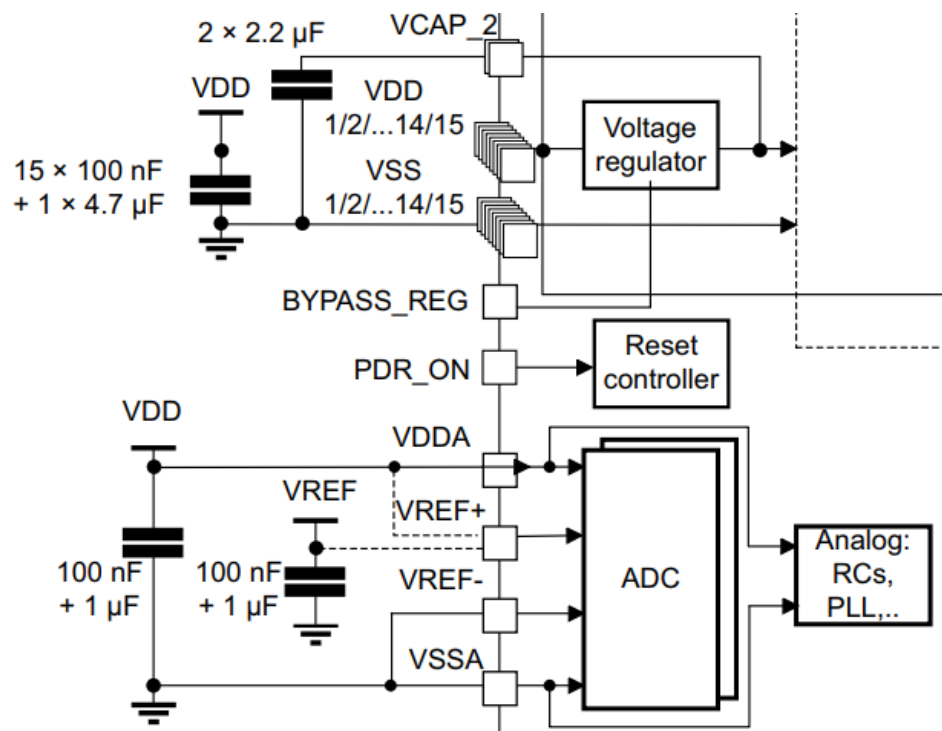 VCAP_2
2 × 2.2 µF
VDD
VDD
1/2/...14/15
Voltage
regulator
15 × 100 nF
+ 1 × 4.7 µF
VSS
1/2/...14/15
BYPASS_REG
PDR_ON
Reset
controller
VDD
VDDA
VREF
VREF+
100 nF
+ 1 µF
100 nF
+ 1 µF
VREF-
ADC
Analog:
RCs,
PLL,..
VSSA